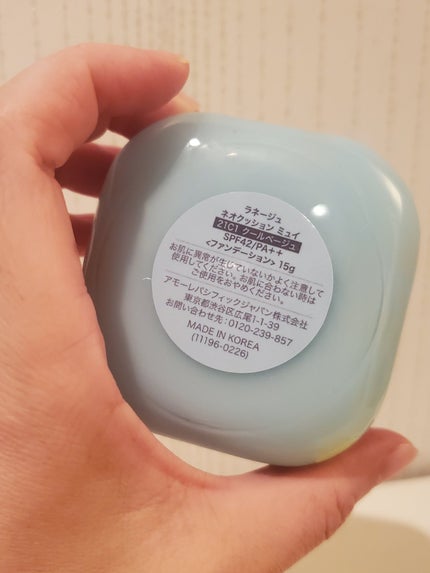 ラネージュ
ネオクッション ミュイ
21C1 クールベージュ
SPF42/PA++
<ファンデーション> 15g
お肌に異常が生じていないかよく注意して
使用してください。お肌に合わない時は
ご使用をおやめください。
アモーレパシフィックジャパン株式会社
東京都渋谷区広尾1-1-39
お問い合わせ先:0120-239-857
MADE IN KOREA
(11196-0226)